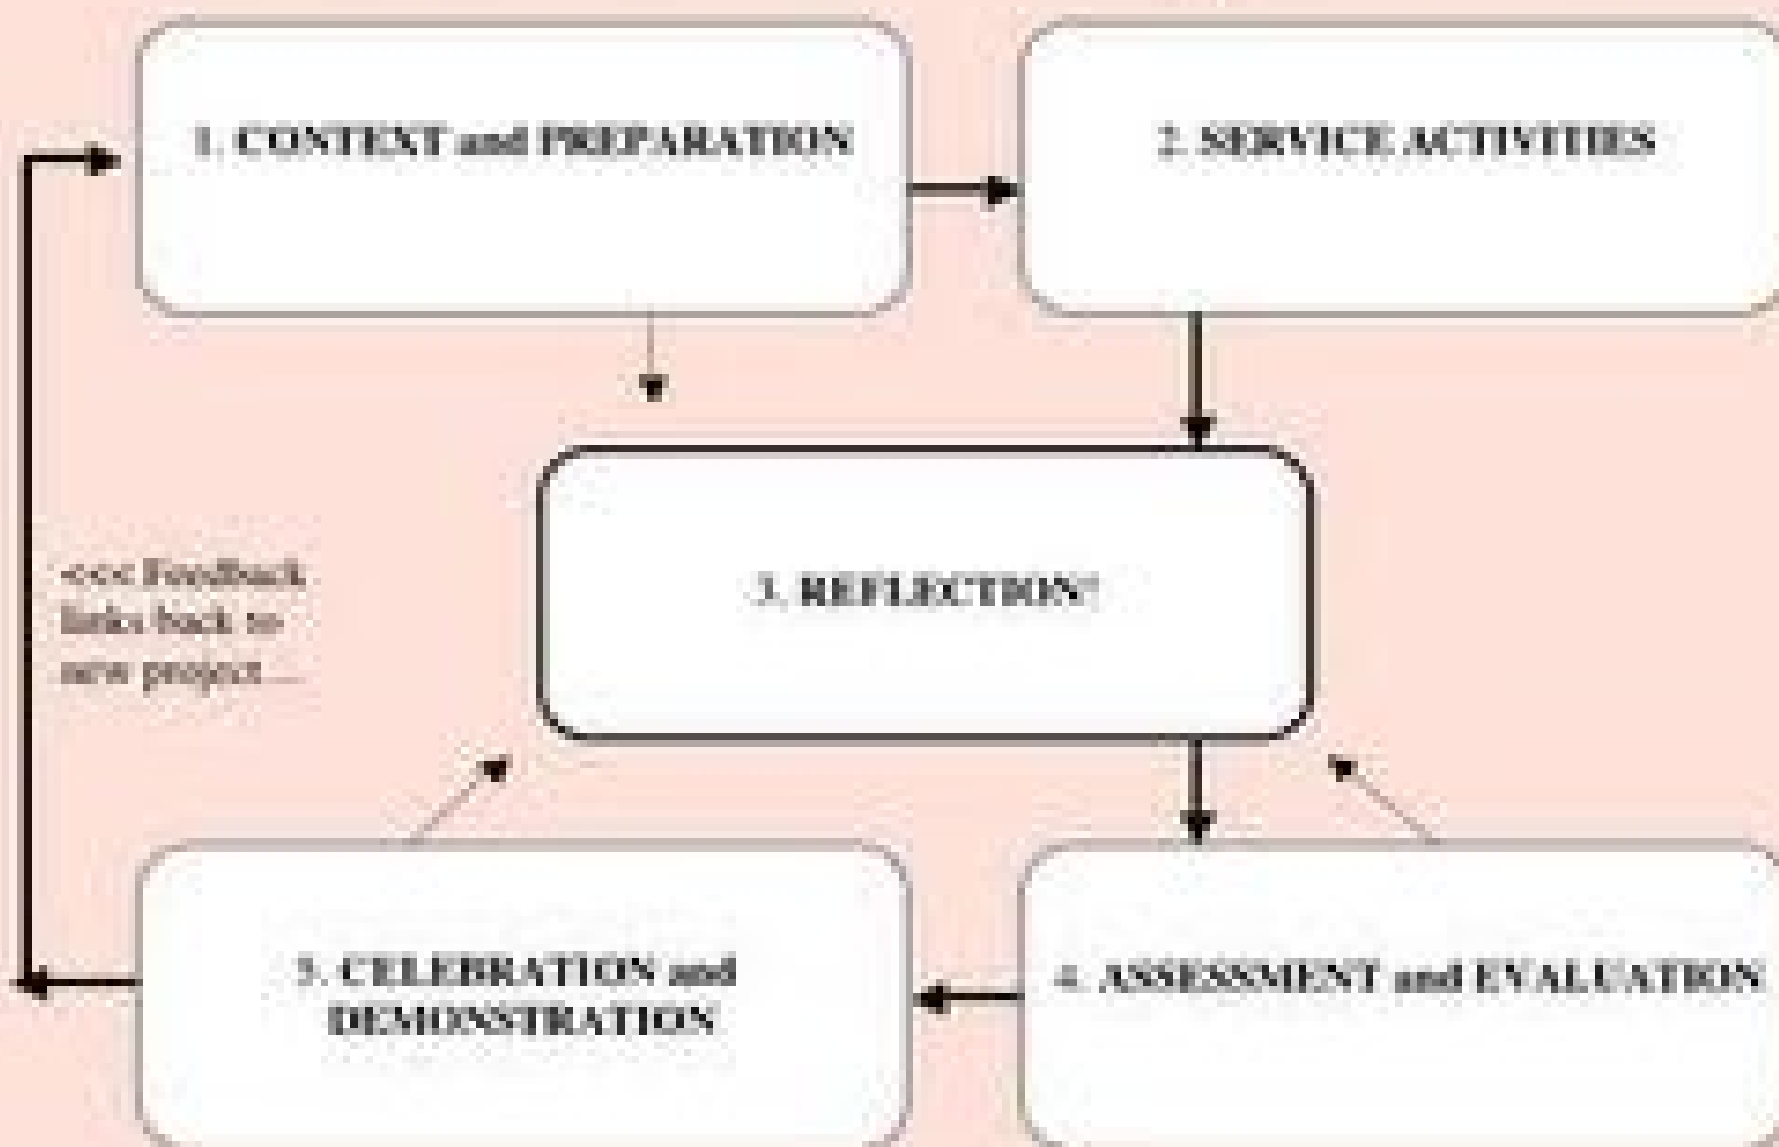 1. CONTEXT and PREPARATION
2. SERVICE ACTIVITIES
3. REFLECTION!
<<< Feedback
links back to
new project ...
5. CELEBRATION and
DEMONSTRATION
4. ASSESSMENT and EVALUATION